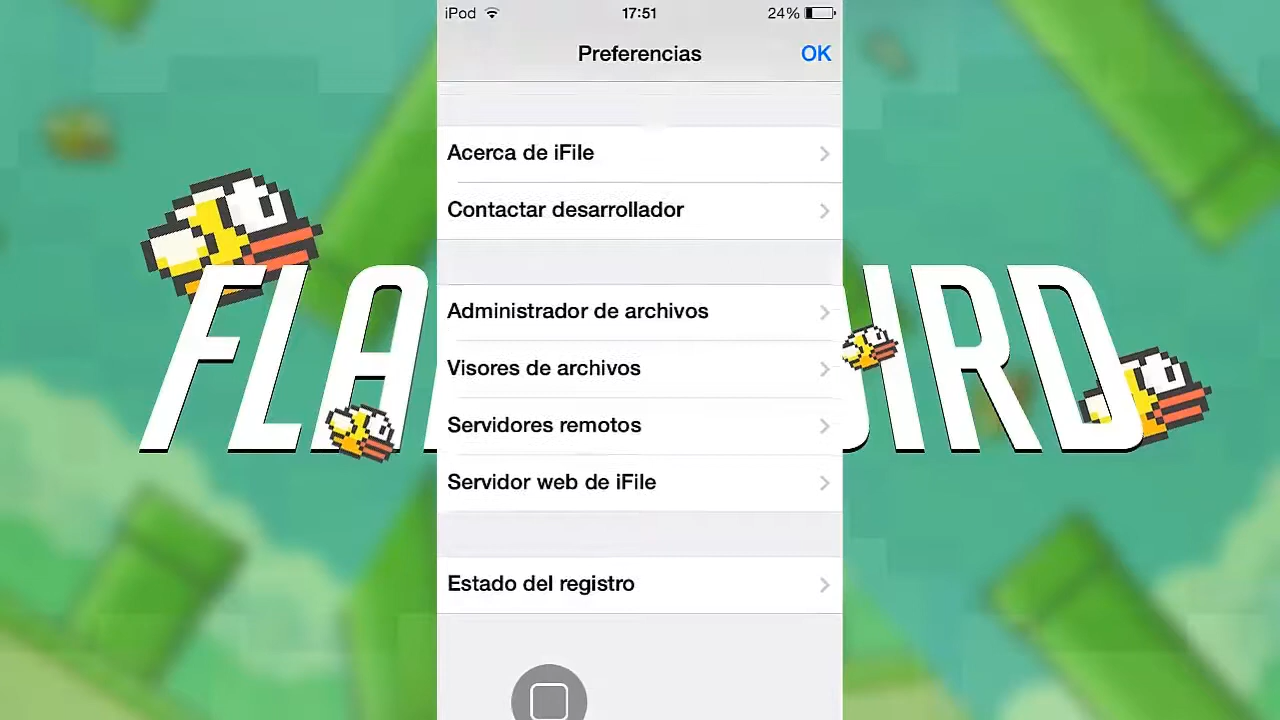 iPod 17:51 24%
Preferencias OK
Acerca de iFile
Contactar desarrollador
Administrador de archivos
Visores de archivos
Servidores remotos
Servidor web de iFile
Estado del registro